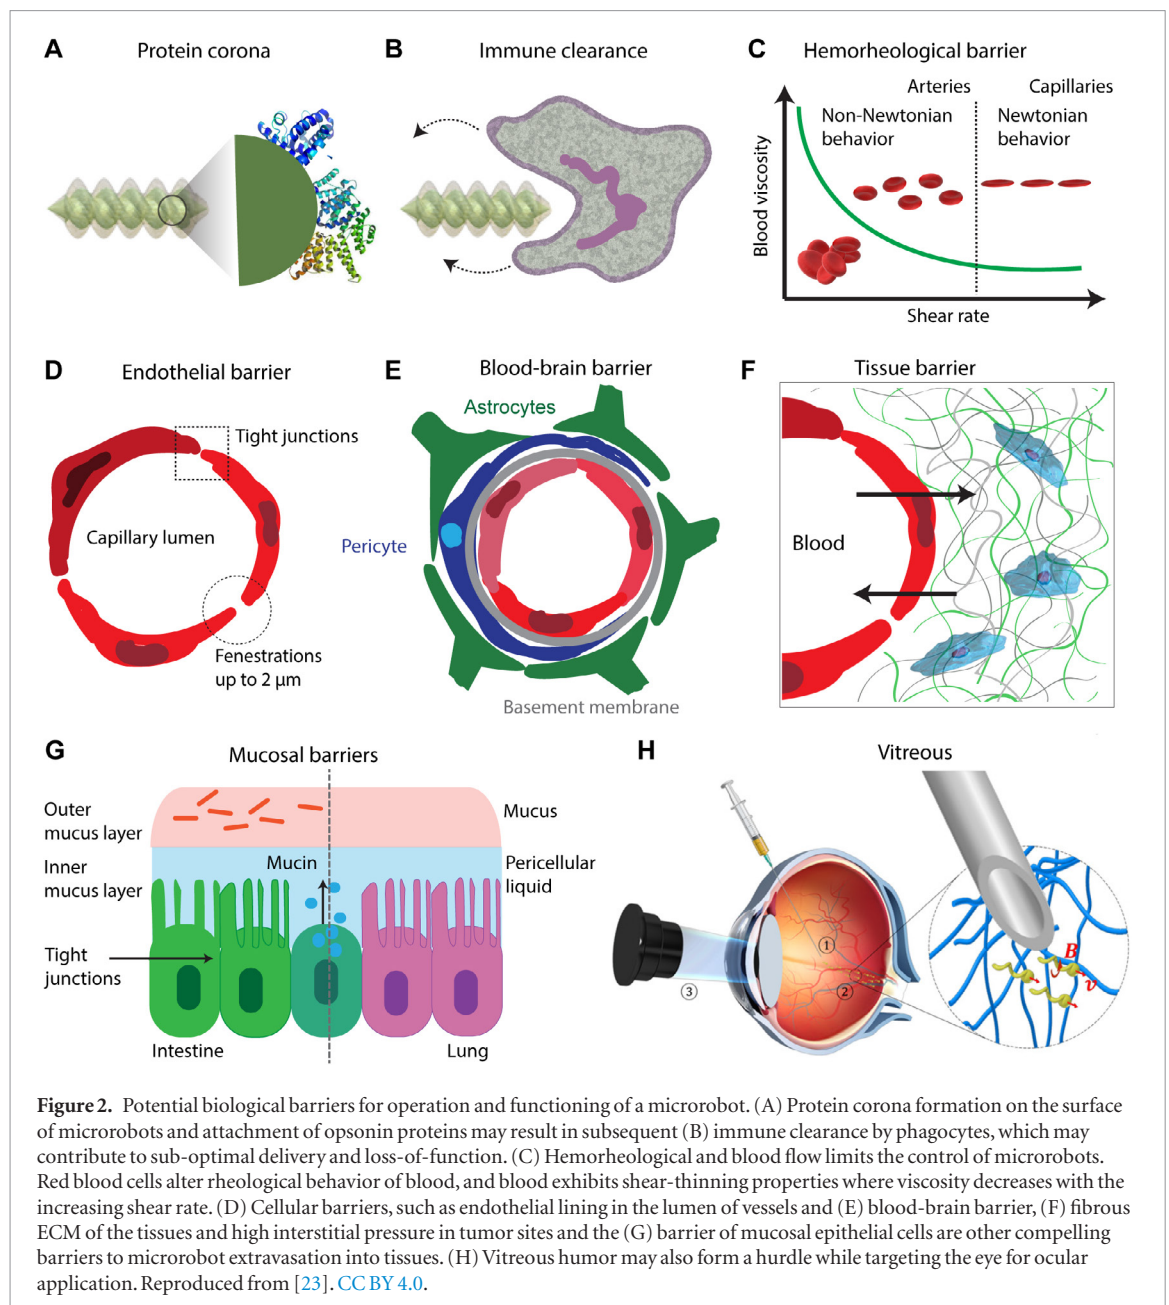 A
Protein corona
B
Immune clearance
C
Hemorheological barrier
Arteries
Capillaries
Non-Newtonian
behavior
Newtonian
behavior
Blood viscosity
Shear rate
D
Endothelial barrier
Tight junctions
Capillary lumen
Fenestrations
up to 2 μm
E
Blood-brain barrier
Astrocytes
Pericyte
Basement membrane
F
Tissue barrier
Blood
G
Mucosal barriers
Outer
mucus layer
Mucus
Inner
mucus layer
Mucin
Pericellular
liquid
Tight
junctions
Intestine
Lung
H
Vitreous
①
②
③
B
v
Figure 2. Potential biological barriers for operation and functioning of a microrobot. (A) Protein corona formation on the surface
of microrobots and attachment of opsonin proteins may result in subsequent (B) immune clearance by phagocytes, which may
contribute to sub-optimal delivery and loss-of-function. (C) Hemorheological and blood flow limits the control of microrobots.
Red blood cells alter rheological behavior of blood, and blood exhibits shear-thinning properties where viscosity decreases with the
increasing shear rate. (D) Cellular barriers, such as endothelial lining in the lumen of vessels and (E) blood-brain barrier, (F) fibrous
ECM of the tissues and high interstitial pressure in tumor sites and the (G) barrier of mucosal epithelial cells are other compelling
barriers to microrobot extravasation into tissues. (H) Vitreous humor may also form a hurdle while targeting the eye for ocular
application. Reproduced from [23]. CC BY 4.0.